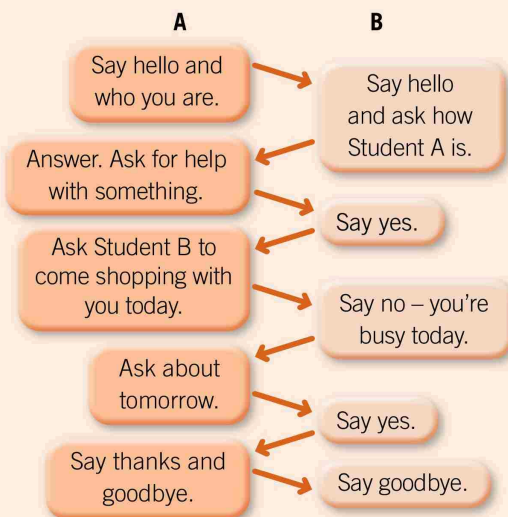 A
B
Say hello and
who you are.
Say hello
and ask how
Student A is.
Answer. Ask for help
with something.
Say yes.
Ask Student B to
come shopping with
you today.
Say no – you're
busy today.
Ask about
tomorrow.
Say yes.
Say thanks and
goodbye.
Say goodbye.